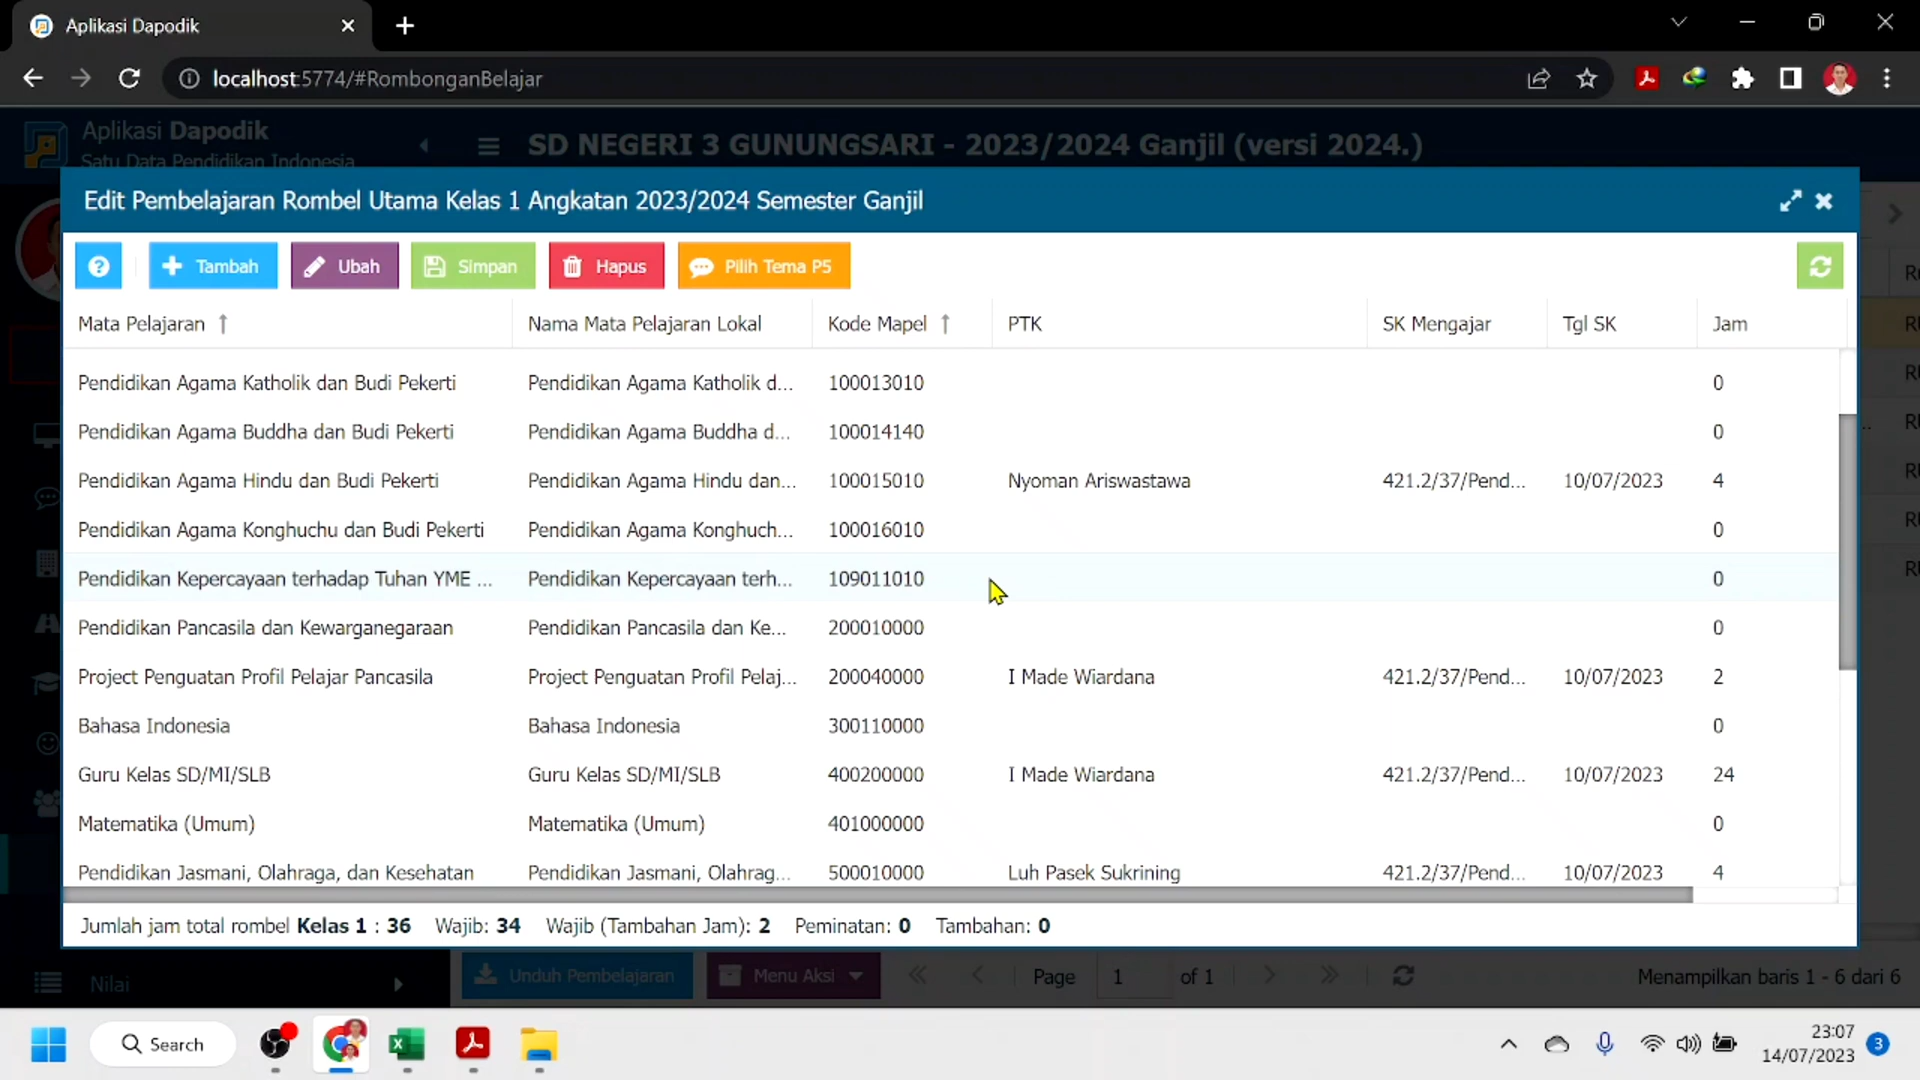 Aplikasi Dapodik
localhost:5774/#RombonganBelajar
Aplikasi Dapodik
Satu Data Pendidikan Indonesia
SD NEGERI 3 GUNUNGSARI - 2023/2024 Ganjil (versi 2024.)
Edit Pembelajaran Rombel Utama Kelas 1 Angkatan 2023/2024 Semester Ganjil
Tambah Ubah Simpan Hapus Pilih Tema P5
Mata Pelajaran Nama Mata Pelajaran Lokal Kode Mapel PTK SK Mengajar Tgl SK Jam
Pendidikan Agama Katholik dan Budi Pekerti Pendidikan Agama Katholik d... 100013010 0
Pendidikan Agama Buddha dan Budi Pekerti Pendidikan Agama Buddha d... 100014140 0
Pendidikan Agama Hindu dan Budi Pekerti Pendidikan Agama Hindu dan... 100015010 Nyoman Ariswastawa 421.2/37/Pend... 10/07/2023 4
Pendidikan Agama Konghuchu dan Budi Pekerti Pendidikan Agama Konghuch... 100016010 0
Pendidikan Kepercayaan terhadap Tuhan YME ... Pendidikan Kepercayaan terh... 109011010 0
Pendidikan Pancasila dan Kewarganegaraan Pendidikan Pancasila dan Ke... 200010000 0
Project Penguatan Profil Pelajar Pancasila Project Penguatan Profil Pelaj... 200040000 I Made Wiardana 421.2/37/Pend... 10/07/2023 2
Bahasa Indonesia Bahasa Indonesia 300110000 0
Guru Kelas SD/MI/SLB Guru Kelas SD/MI/SLB 400200000 I Made Wiardana 421.2/37/Pend... 10/07/2023 24
Matematika (Umum) Matematika (Umum) 401000000 0
Pendidikan Jasmani, Olahraga, dan Kesehatan Pendidikan Jasmani, Olahrag... 500010000 Luh Pasek Sukrining 421.2/37/Pend... 10/07/2023 4
Jumlah jam total rombel Kelas 1 : 36 Wajib: 34 Wajib (Tambahan Jam): 2 Peminatan: 0 Tambahan: 0
Nilai Unduh Pembelajaran Menu Aksi Page 1 of 1 Menampilkan baris 1 - 6 dari 6
Search 23:07
14/07/2023 3